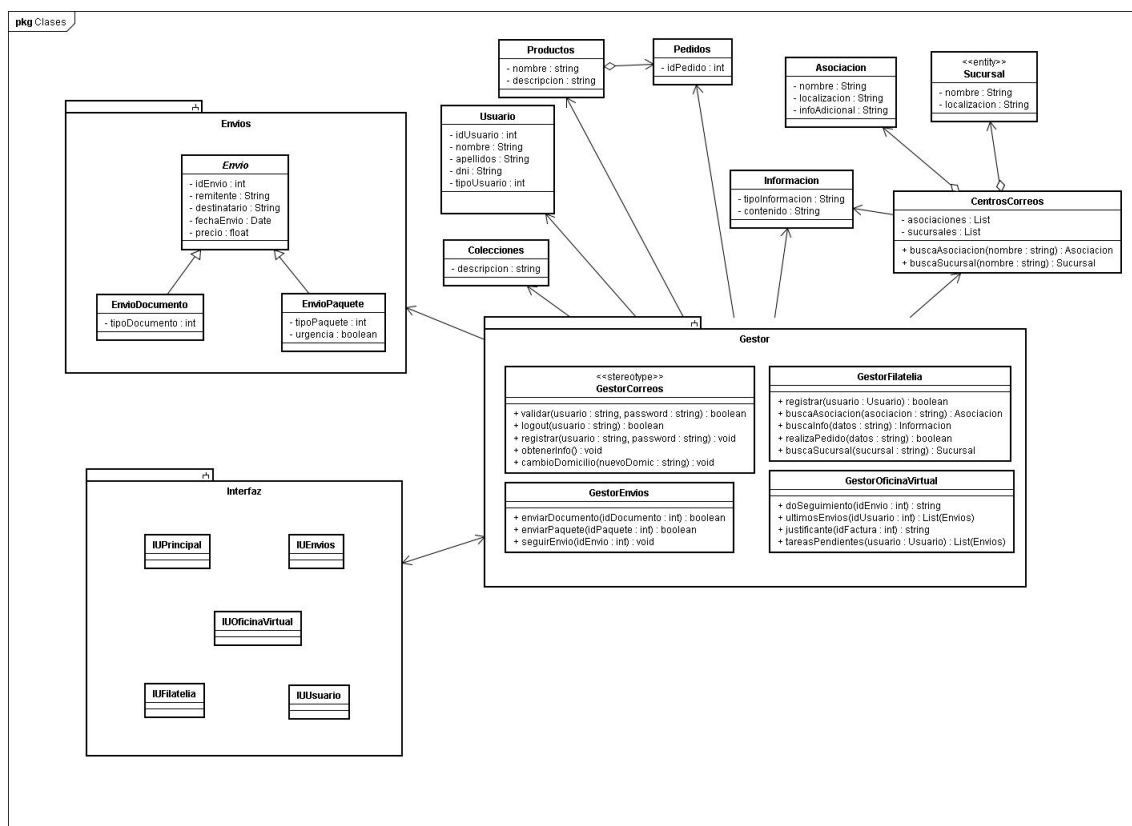 pkg Clases
Productos
- nombre : string
- descripcion : string
Pedidos
- idPedido : int
Asociacion
- nombre : String
- localizacion : String
- infoAdicional : String
<<entity>>
Sucursal
- nombre : String
- localizacion : String
Envios
Envio
- idEnvio : int
- remitente : String
- destinatario : String
- fechaEnvio : Date
- precio : float
EnvioDocumento
- tipoDocumento : int
EnvioPaquete
- tipoPaquete : int
- urgencia : boolean
Usuario
- idUsuario : int
- nombre : String
- apellidos : String
- dni : String
- tipoUsuario : int
Informacion
- tipoInformacion : String
- contenido : String
CentrosCorreos
- asociaciones : List
- sucursales : List
+ buscaAsociacion(nombre : string) : Asociacion
+ buscaSucursal(nombre : string) : Sucursal
Colecciones
- descripcion : string
Gestor
<<stereotype>>
GestorCorreos
+ validar(usuario : string, password : string) : boolean
+ logout(usuario : string) : boolean
+ registrar(usuario : string, password : string) : void
+ obtenerInfo() : void
+ cambioDomicilio(nuevoDomic : string) : void
GestorFilatelia
+ registrar(usuario : Usuario) : boolean
+ buscaAsociacion(asociacion : string) : Asociacion
+ buscaInfo(datos : string) : Informacion
+ realizaPedido(datos : string) : boolean
+ buscaSucursal(sucursal : string) : Sucursal
GestorEnvios
+ enviarDocumento(idDocumento : int) : boolean
+ enviarPaquete(idPaquete : int) : boolean
+ seguirEnvio(idEnvio : int) : void
GestorOficinaVirtual
+ doSeguimiento(idEnvio : int) : string
+ ultimosEnvios(idUsuario : int) : List(Envios)
+ justificante(idFactura : int) : string
+ tareasPendientes(usuario : Usuario) : List(Envios)
Interfaz
IUPrincipal
IUEnvios
IUOficinaVirtual
IUFilatelia
IUUsuario